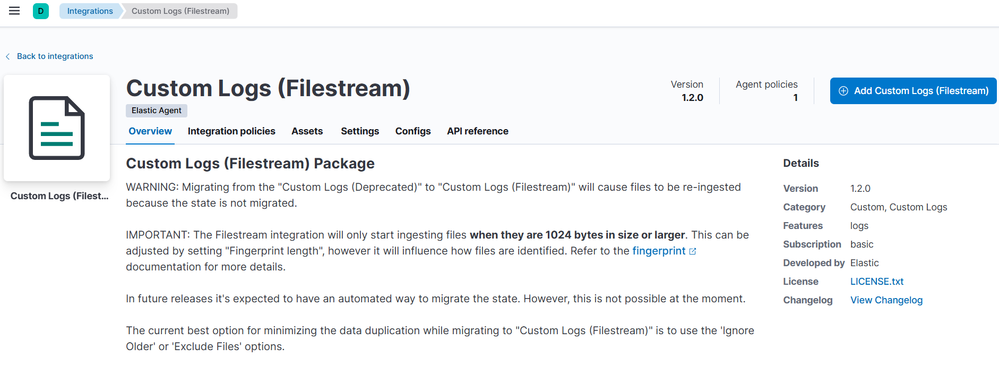 D
Integrations
Custom Logs (Filestream)
Back to integrations
Custom Logs (Filestream)
Elastic Agent
Version
1.2.0
Agent policies
1
Add Custom Logs (Filestream)
Overview
Integration policies
Assets
Settings
Configs
API reference
Custom Logs (Filest...
Custom Logs (Filestream) Package
WARNING: Migrating from the "Custom Logs (Deprecated)" to "Custom Logs (Filestream)" will cause files to be re-ingested
because the state is not migrated.
IMPORTANT: The Filestream integration will only start ingesting files when they are 1024 bytes in size or larger. This can be
adjusted by setting "Fingerprint length", however it will influence how files are identified. Refer to the fingerprint
documentation for more details.
In future releases it's expected to have an automated way to migrate the state. However, this is not possible at the moment.
The current best option for minimizing the data duplication while migrating to "Custom Logs (Filestream)" is to use the 'Ignore
Older' or 'Exclude Files' options.
Details
Version 1.2.0
Category Custom, Custom Logs
Features logs
Subscription basic
Developed by Elastic
License LICENSE.txt
Changelog View Changelog